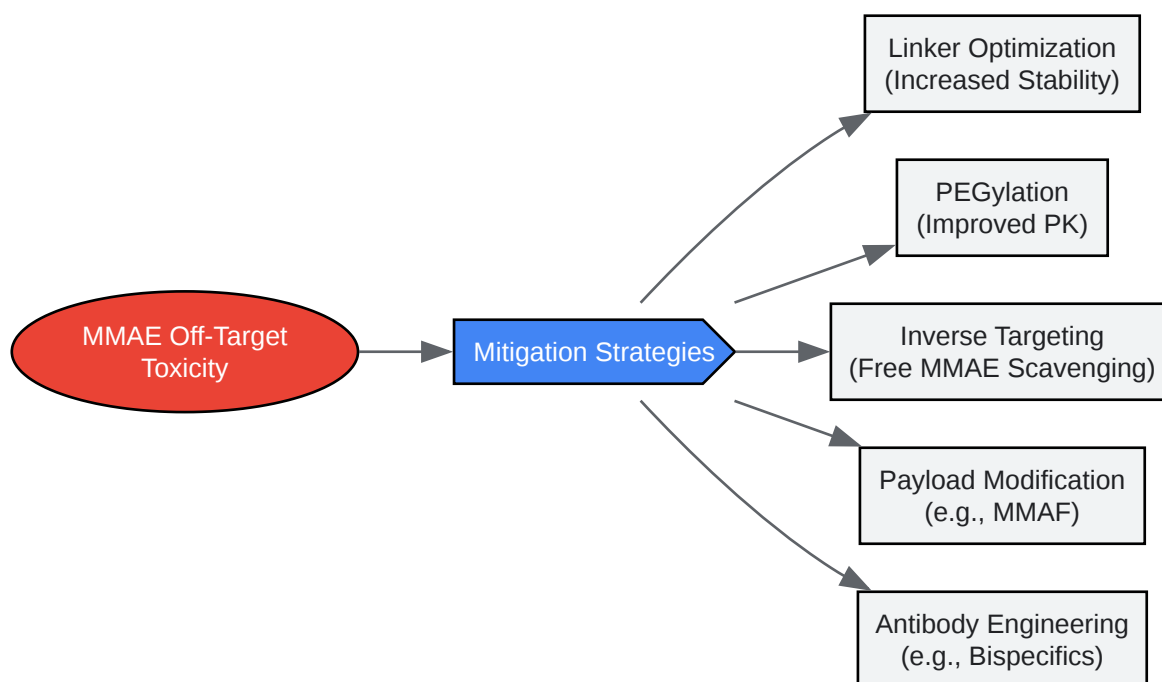 MMAE Off-Target
Toxicity
Mitigation Strategies
Linker Optimization
(Increased Stability)
PEGylation
(Improved PK)
Inverse Targeting
(Free MMAE Scavenging)
Payload Modification
(e.g., MMAF)
Antibody Engineering
(e.g., Bispecifics)